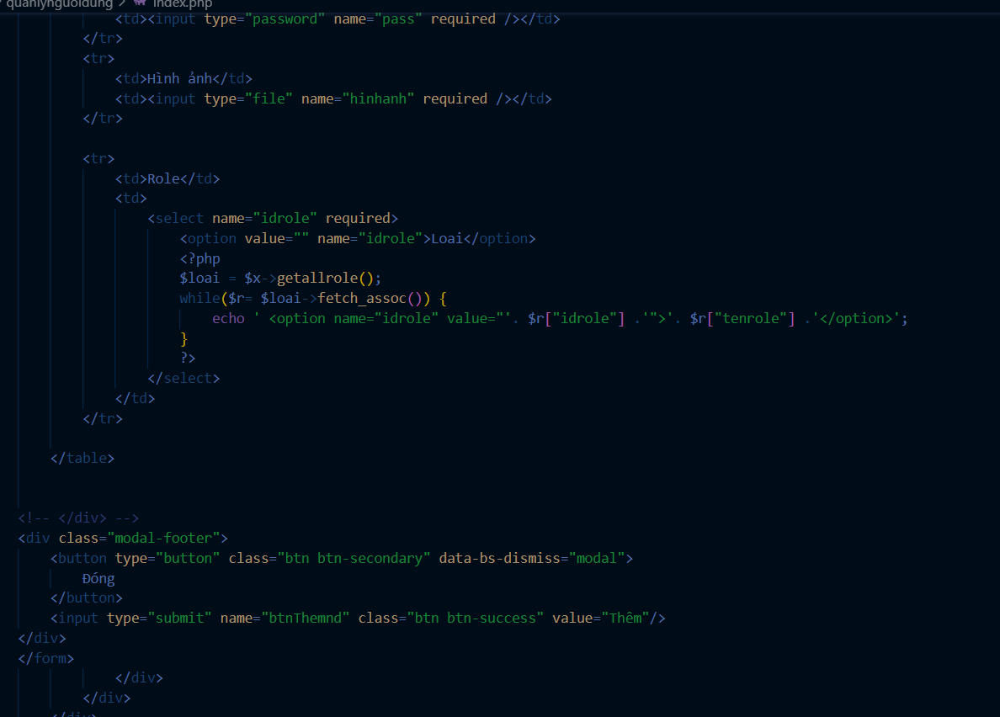 quanlynguoidung > index.php
<td><input type="password" name="pass" required /></td>
</tr>
<tr>
<td>Hình ảnh</td>
<td><input type="file" name="hinhanh" required /></td>
</tr>
<tr>
<td>Role</td>
<td>
<select name="idrole" required>
<option value="" name="idrole">Loai</option>
<?php
$loai = $x->getallrole();
while($r= $loai->fetch_assoc()) {
echo ' <option name="idrole" value="'. $r["idrole"] .'">'. $r["tenrole"] .'</option>';
}
?>
</select>
</td>
</tr>
</table>
<!-- </div> -->
<div class="modal-footer">
<button type="button" class="btn btn-secondary" data-bs-dismiss="modal">
Đóng
</button>
<input type="submit" name="btnThemnd" class="btn btn-success" value="Thêm"/>
</div>
</form>
</div>
</div>
</div>